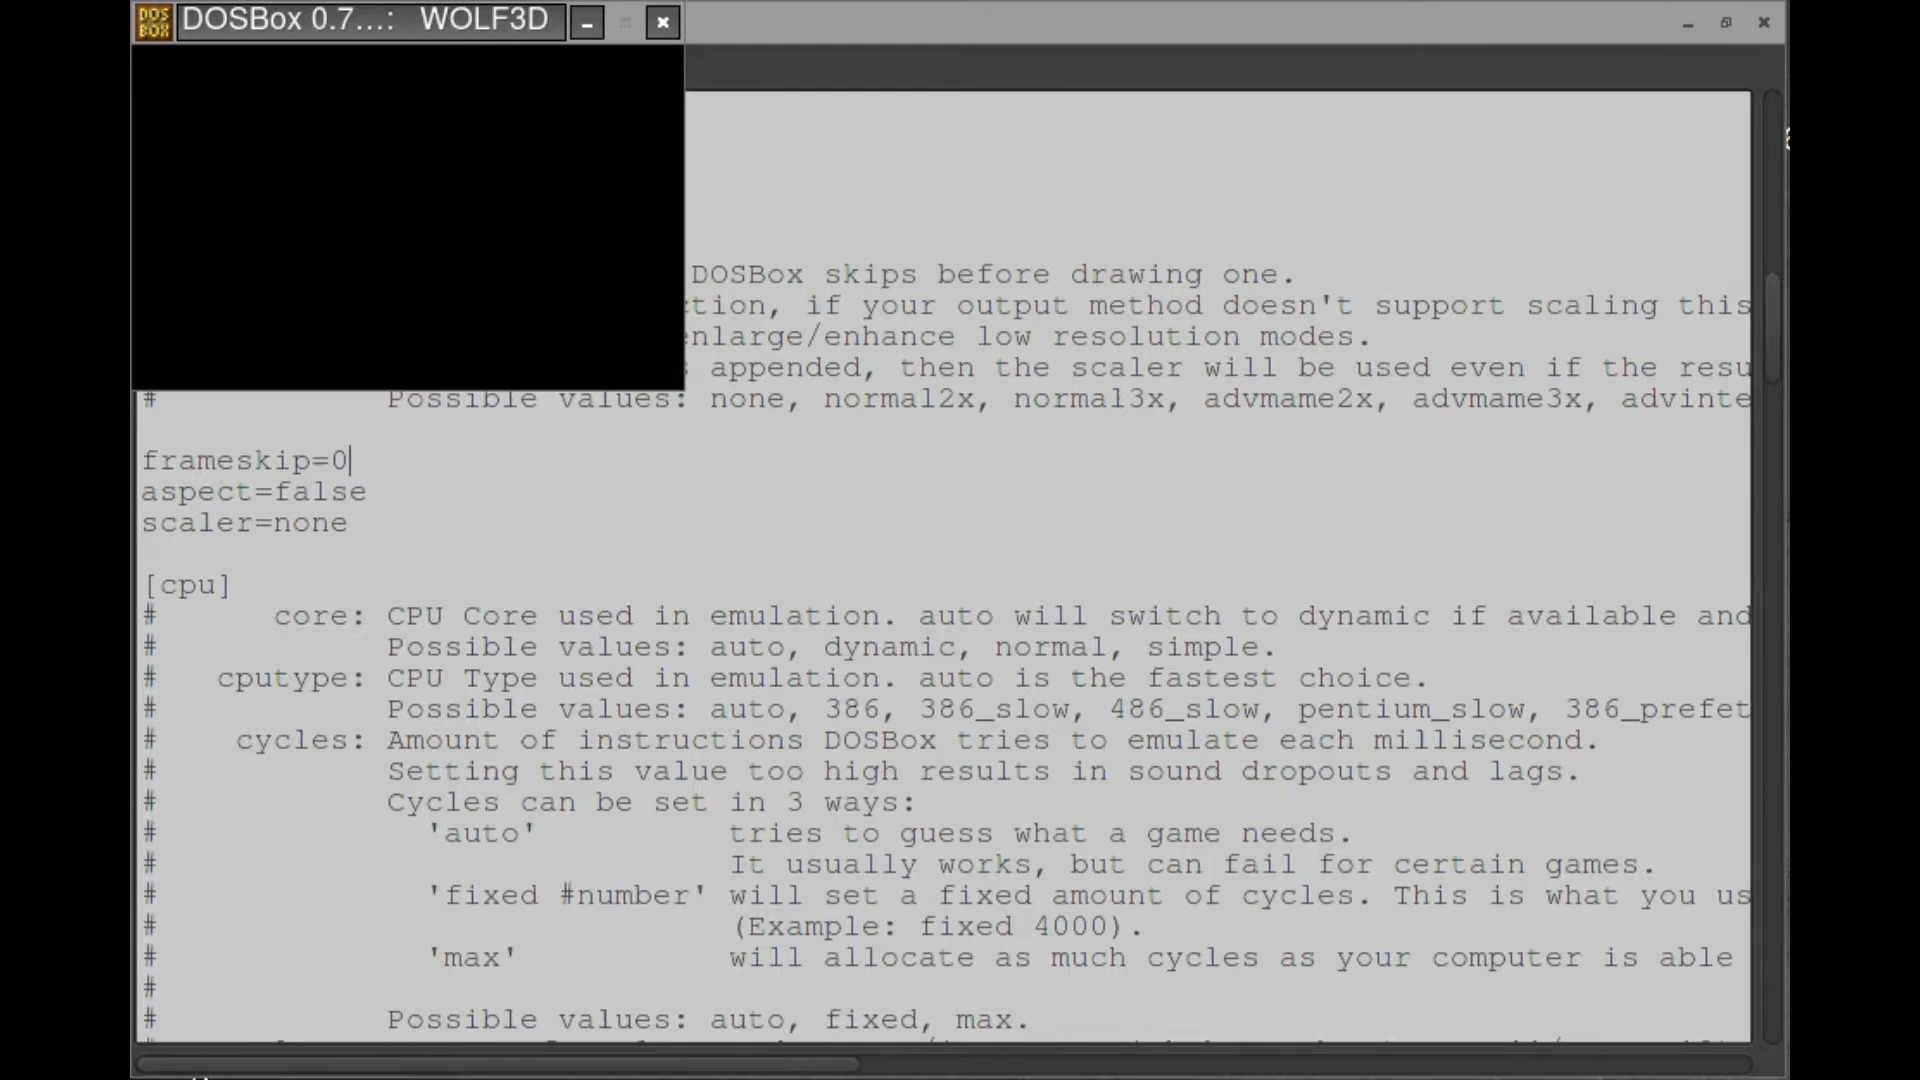 DOS
BOX
DOSBox 0.7...: WOLF3D
DOSBox skips before drawing one.
ction, if your output method doesn't support scaling this
enlarge/enhance low resolution modes.
appended, then the scaler will be used even if the resu
# Possible values: none, normal2x, normal3x, advmame2x, advmame3x, advinte
frameskip=0
aspect=false
scaler=none
[cpu]
# core: CPU Core used in emulation. auto will switch to dynamic if available and
# Possible values: auto, dynamic, normal, simple.
# cputype: CPU Type used in emulation. auto is the fastest choice.
# Possible values: auto, 386, 386_slow, 486_slow, pentium_slow, 386_prefet
# cycles: Amount of instructions DOSBox tries to emulate each millisecond.
# Setting this value too high results in sound dropouts and lags.
# Cycles can be set in 3 ways:
# 'auto' tries to guess what a game needs.
# It usually works, but can fail for certain games.
# 'fixed #number' will set a fixed amount of cycles. This is what you us
# (Example: fixed 4000).
# 'max' will allocate as much cycles as your computer is able
#
# Possible values: auto, fixed, max.